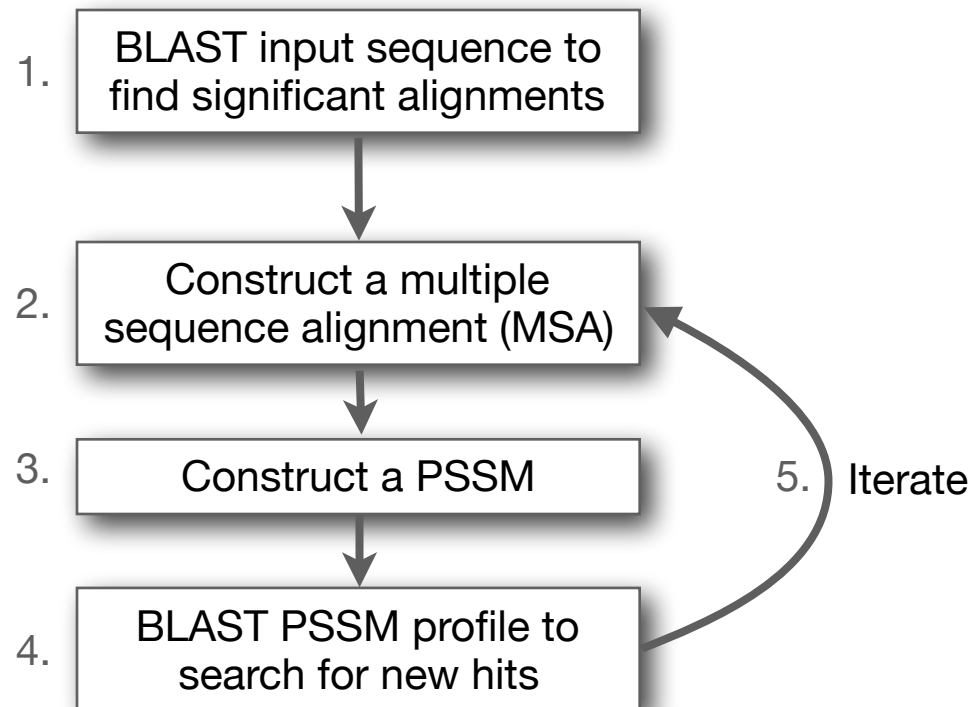 1.
BLAST input sequence to
find significant alignments
2.
Construct a multiple
sequence alignment (MSA)
3.
Construct a PSSM
5. Iterate
4.
BLAST PSSM profile to
search for new hits